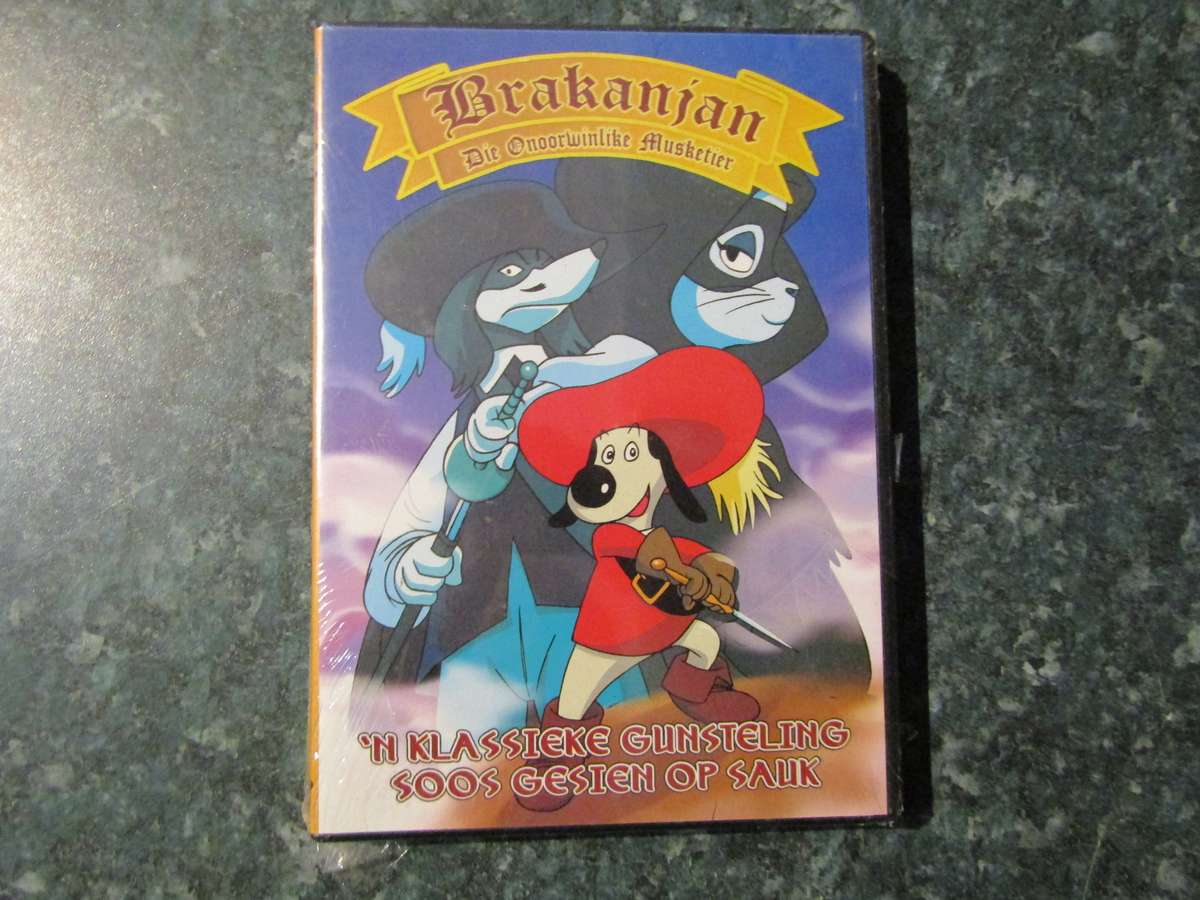 Brakanjan
Die Onoorwinlike Musketier
'N KLASSIEKE GUNSTELING
SOOS GESIEN OP SAUK